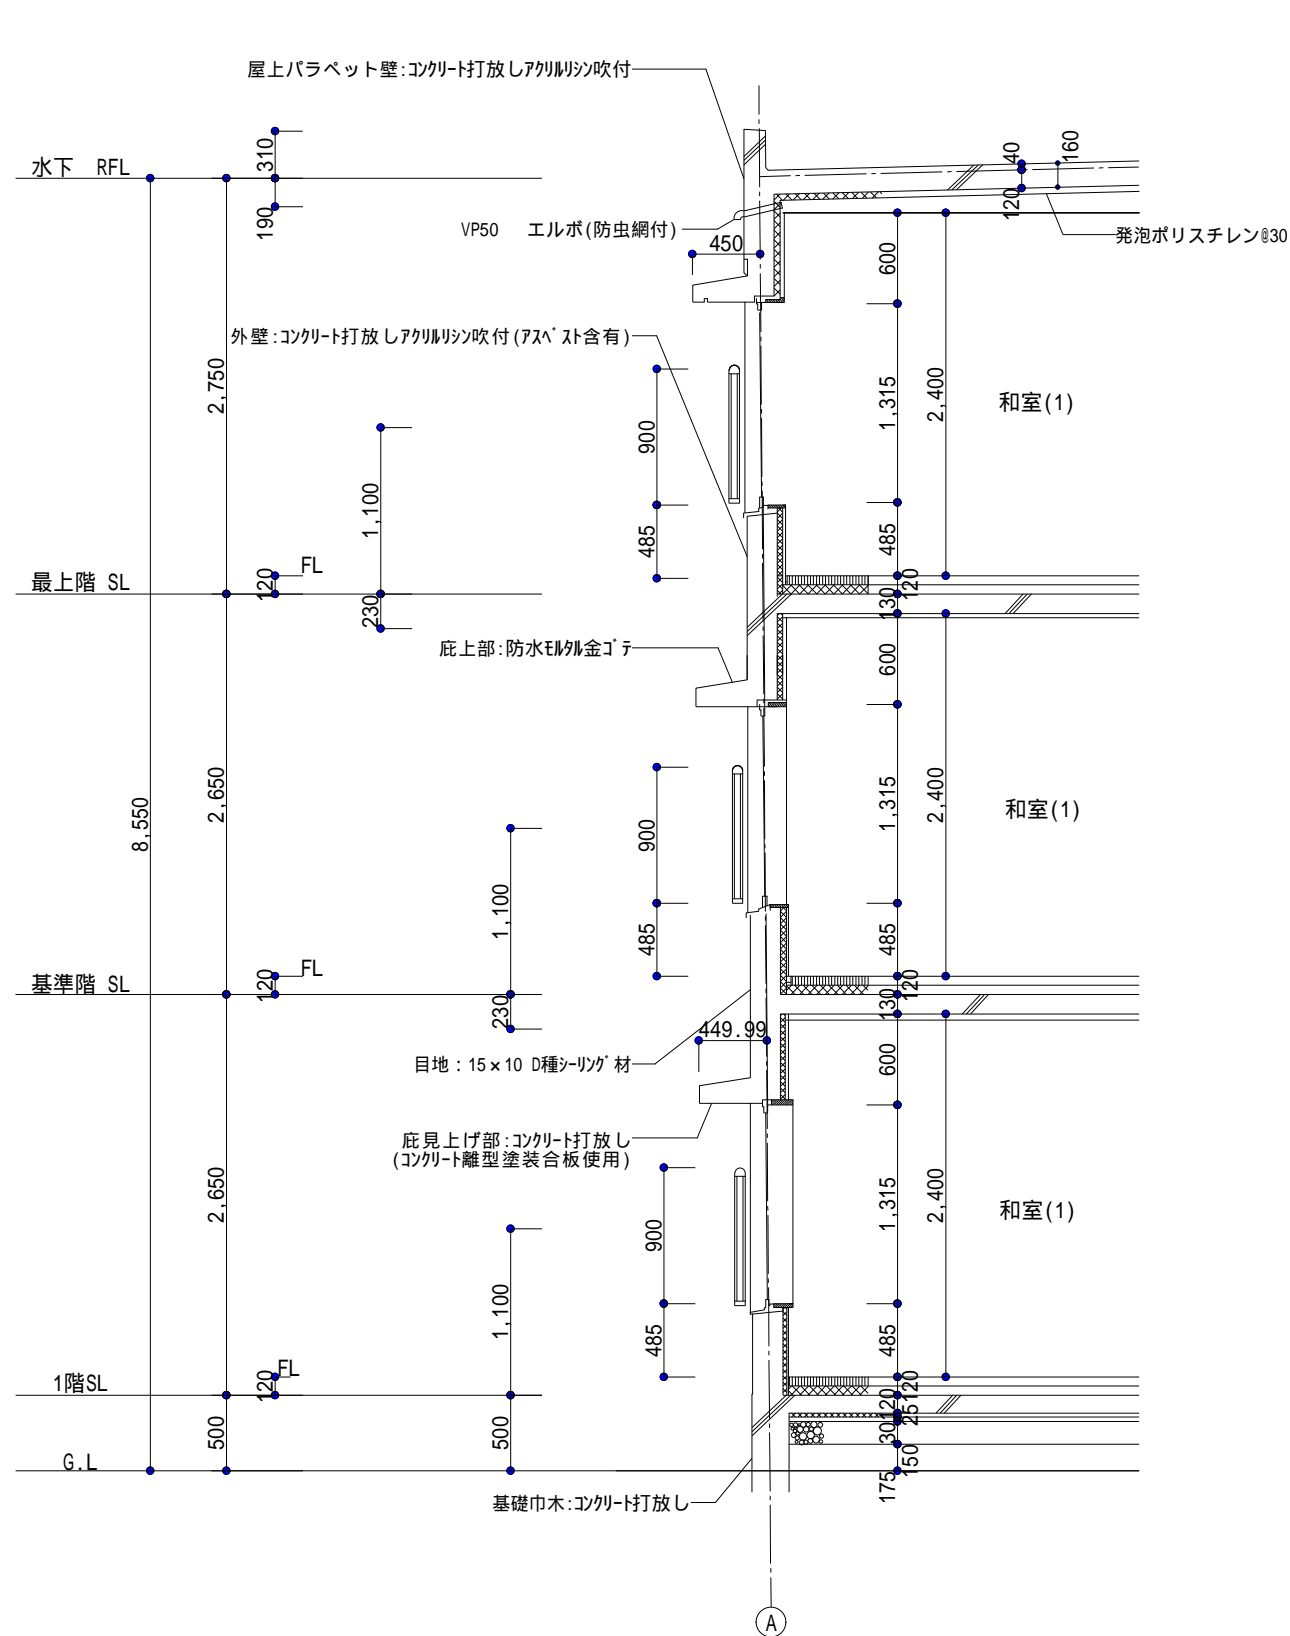 屋上パラペット壁:ｺﾝｸﾘｰﾄ打放しｱｸﾘﾙﾘｼﾝ吹付
310
水下 RFL
190
40
160
120
VP50 エルボ(防虫網付)
450
発泡ポリスチレン@30
600
外壁:ｺﾝｸﾘｰﾄ打放しｱｸﾘﾙﾘｼﾝ吹付(ｱｽﾍﾞｽﾄ含有)
2,750
900
1,315
2,400
和室(1)
1,100
485
485
FL
120
最上階 SL
230
120
130
庇上部:防水ﾓﾙﾀﾙ金ｺﾞﾃ
600
8,550
2,650
900
1,315
2,400
和室(1)
1,100
485
485
FL
120
基準階 SL
230
120
130
449.99
目地：15×10 D種ｼｰﾘﾝｸﾞ材
600
庇見上げ部:ｺﾝｸﾘｰﾄ打放し
(ｺﾝｸﾘｰﾄ離型塗装合板使用)
2,650
900
1,315
2,400
和室(1)
1,100
485
485
FL
120
1階SL
120
120
25
30
500
500
150
175
G.L
基礎巾木:ｺﾝｸﾘｰﾄ打放し
A